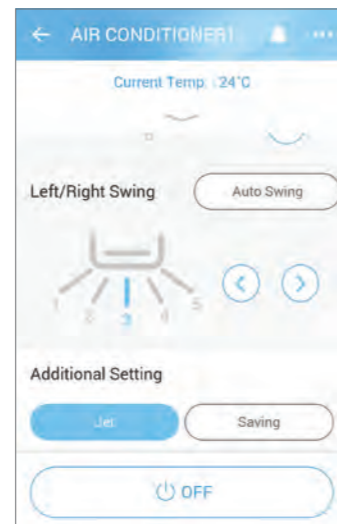 ← AIR CONDITIONER1
Current Temp. : 24°C
Left/Right Swing
Auto Swing
1 2 3 4 5
Additional Setting
Jet
Saving
OFF